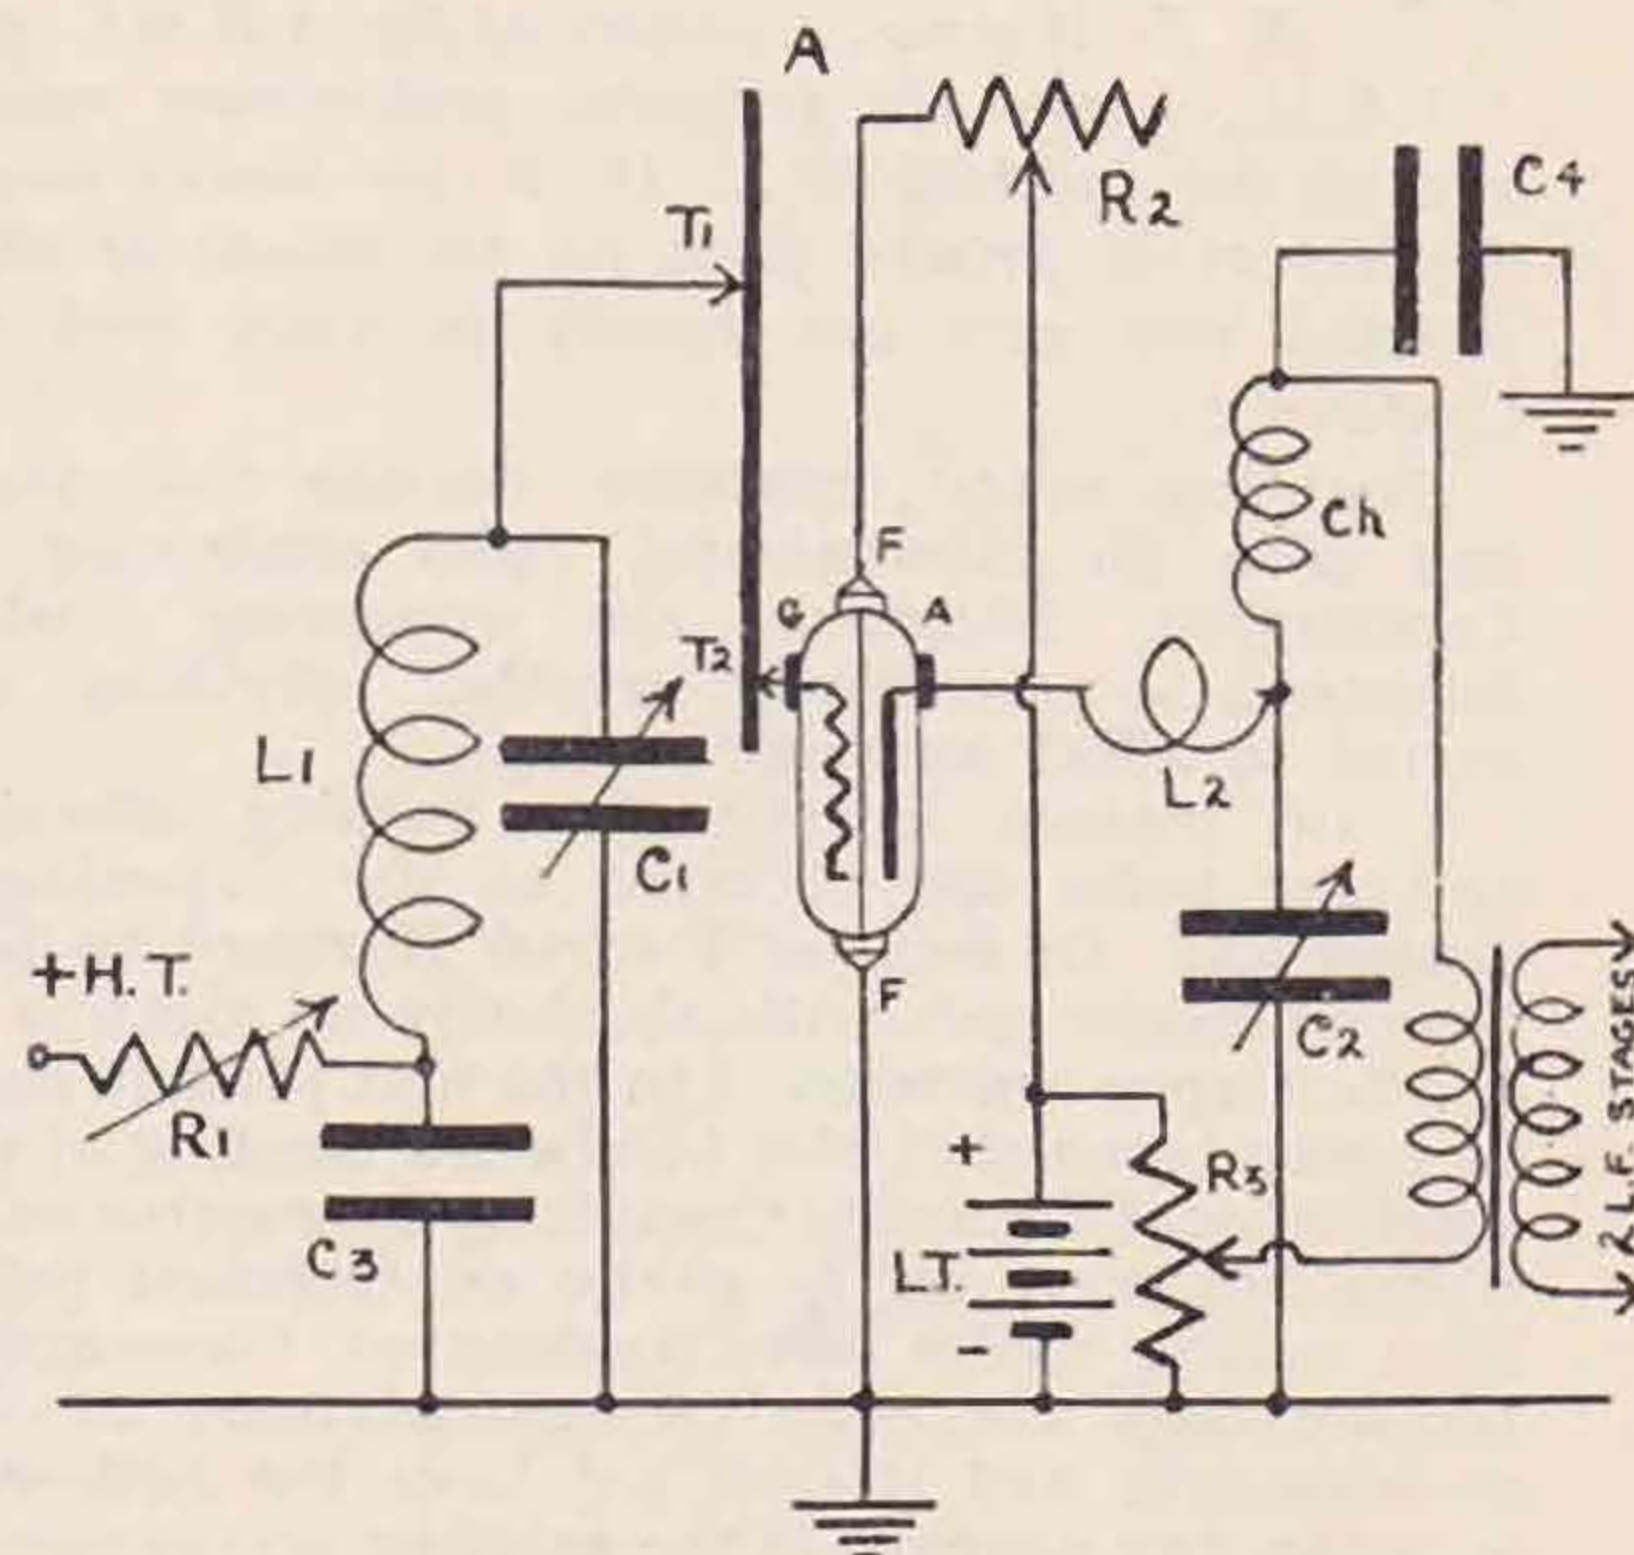 A
T1
R2
C4
F
G
A
Ch
T2
L1
L2
C1
+H.T.
F
C2
R1
+
R3
C3
L.T.
-
2 L.F. STAGES